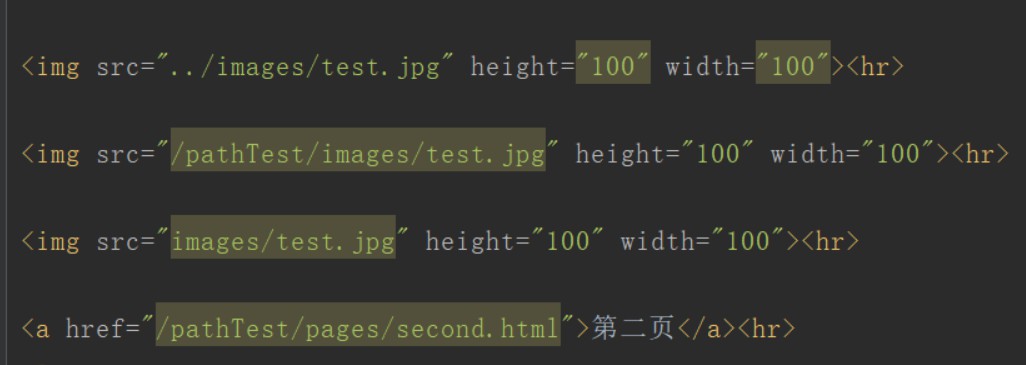 <img src="../images/test.jpg" height="100" width="100"><hr>
<img src="/pathTest/images/test.jpg" height="100" width="100"><hr>
<img src="images/test.jpg" height="100" width="100"><hr>
<a href="/pathTest/pages/second.html">第二页</a><hr>